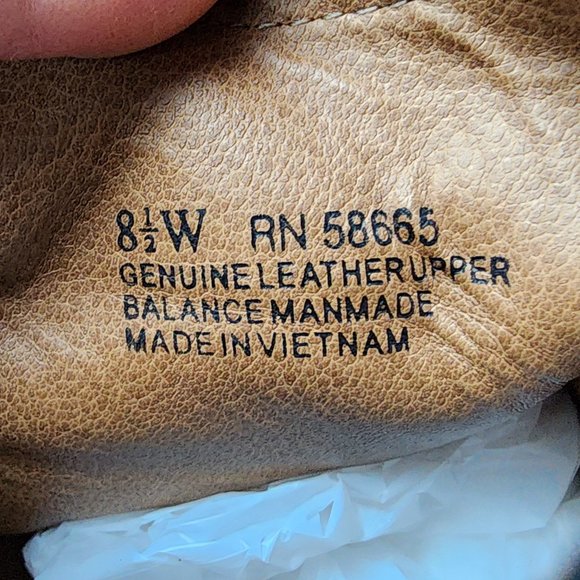 8½W RN 58665
GENUINE LEATHER UPPER
BALANCE MANMADE
MADE IN VIETNAM